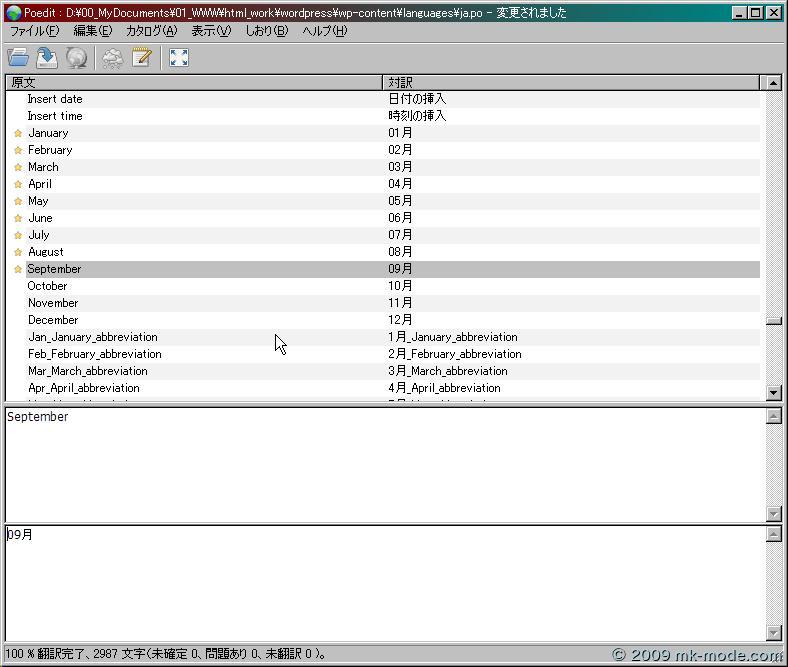 Poedit : D:¥00_MyDocuments¥01_WWW¥html_work¥wordpress¥wp-content¥languages¥ja.po - 変更されました
ファイル(F) 編集(E) カタログ(A) 表示(V) しおり(B) ヘルプ(H)
原文 対訳
Insert date 日付の挿入
Insert time 時刻の挿入
January 01月
February 02月
March 03月
April 04月
May 05月
June 06月
July 07月
August 08月
September 09月
October 10月
November 11月
December 12月
Jan_January_abbreviation 1月_January_abbreviation
Feb_February_abbreviation 2月_February_abbreviation
Mar_March_abbreviation 3月_March_abbreviation
Apr_April_abbreviation 4月_April_abbreviation
September
09月
100 % 翻訳完了、2987 文字(未確定 0、問題あり 0、未翻訳 0 )。
© 2009 mk-mode.com